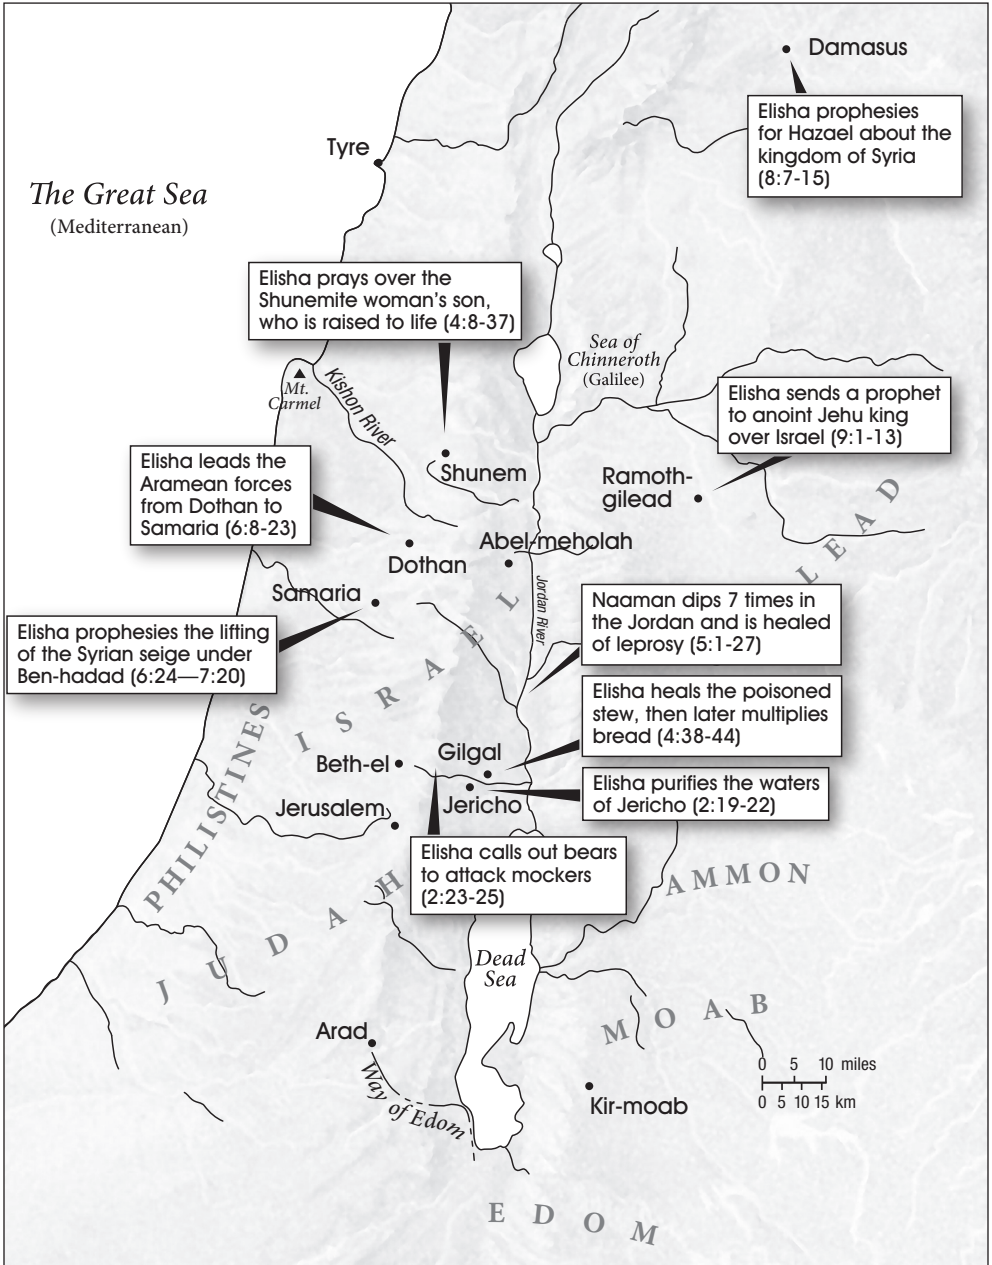 Damasus
Elisha prophesies
for Hazael about the
kingdom of Syria
(8:7-15)
Tyre
The Great Sea
(Mediterranean)
Elisha prays over the
Shunemite woman's son,
who is raised to life (4:8-37)
Sea of
Chinneroth
(Galilee)
Mt.
Carmel
Kishon River
Elisha sends a prophet
to anoint Jehu king
over Israel (9:1-13)
Elisha leads the
Aramean forces
from Dothan to
Samaria (6:8-23)
Shunem
Ramoth-
gilead
GILEAD
Abel-meholah
Dothan
Jordan River
Samaria
Naaman dips 7 times in
the Jordan and is healed
of leprosy (5:1-27)
Elisha prophesies the lifting
of the Syrian seige under
Ben-hadad (6:24—7:20)
ISRAEL
Elisha heals the poisoned
stew, then later multiplies
bread (4:38-44)
PHILISTINES
Beth-el
Gilgal
Jericho
Elisha purifies the waters
of Jericho (2:19-22)
Jerusalem
Elisha calls out bears
to attack mockers
(2:23-25)
AMMON
JUDAH
Dead
Sea
MOAB
Arad
Way of Edom
Kir-moab
0 5 10 miles
0 5 10 15 km
EDOM